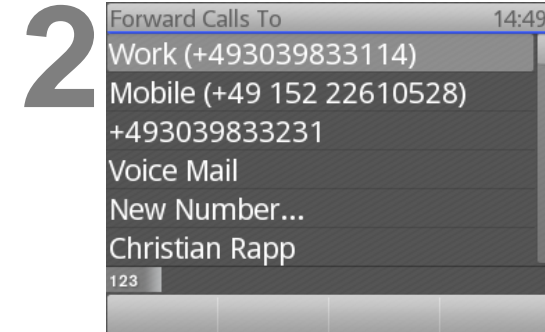 2
Forward Calls To 14:49
Work (+493039833114)
Mobile (+49 152 22610528)
+493039833231
Voice Mail
New Number...
Christian Rapp
123